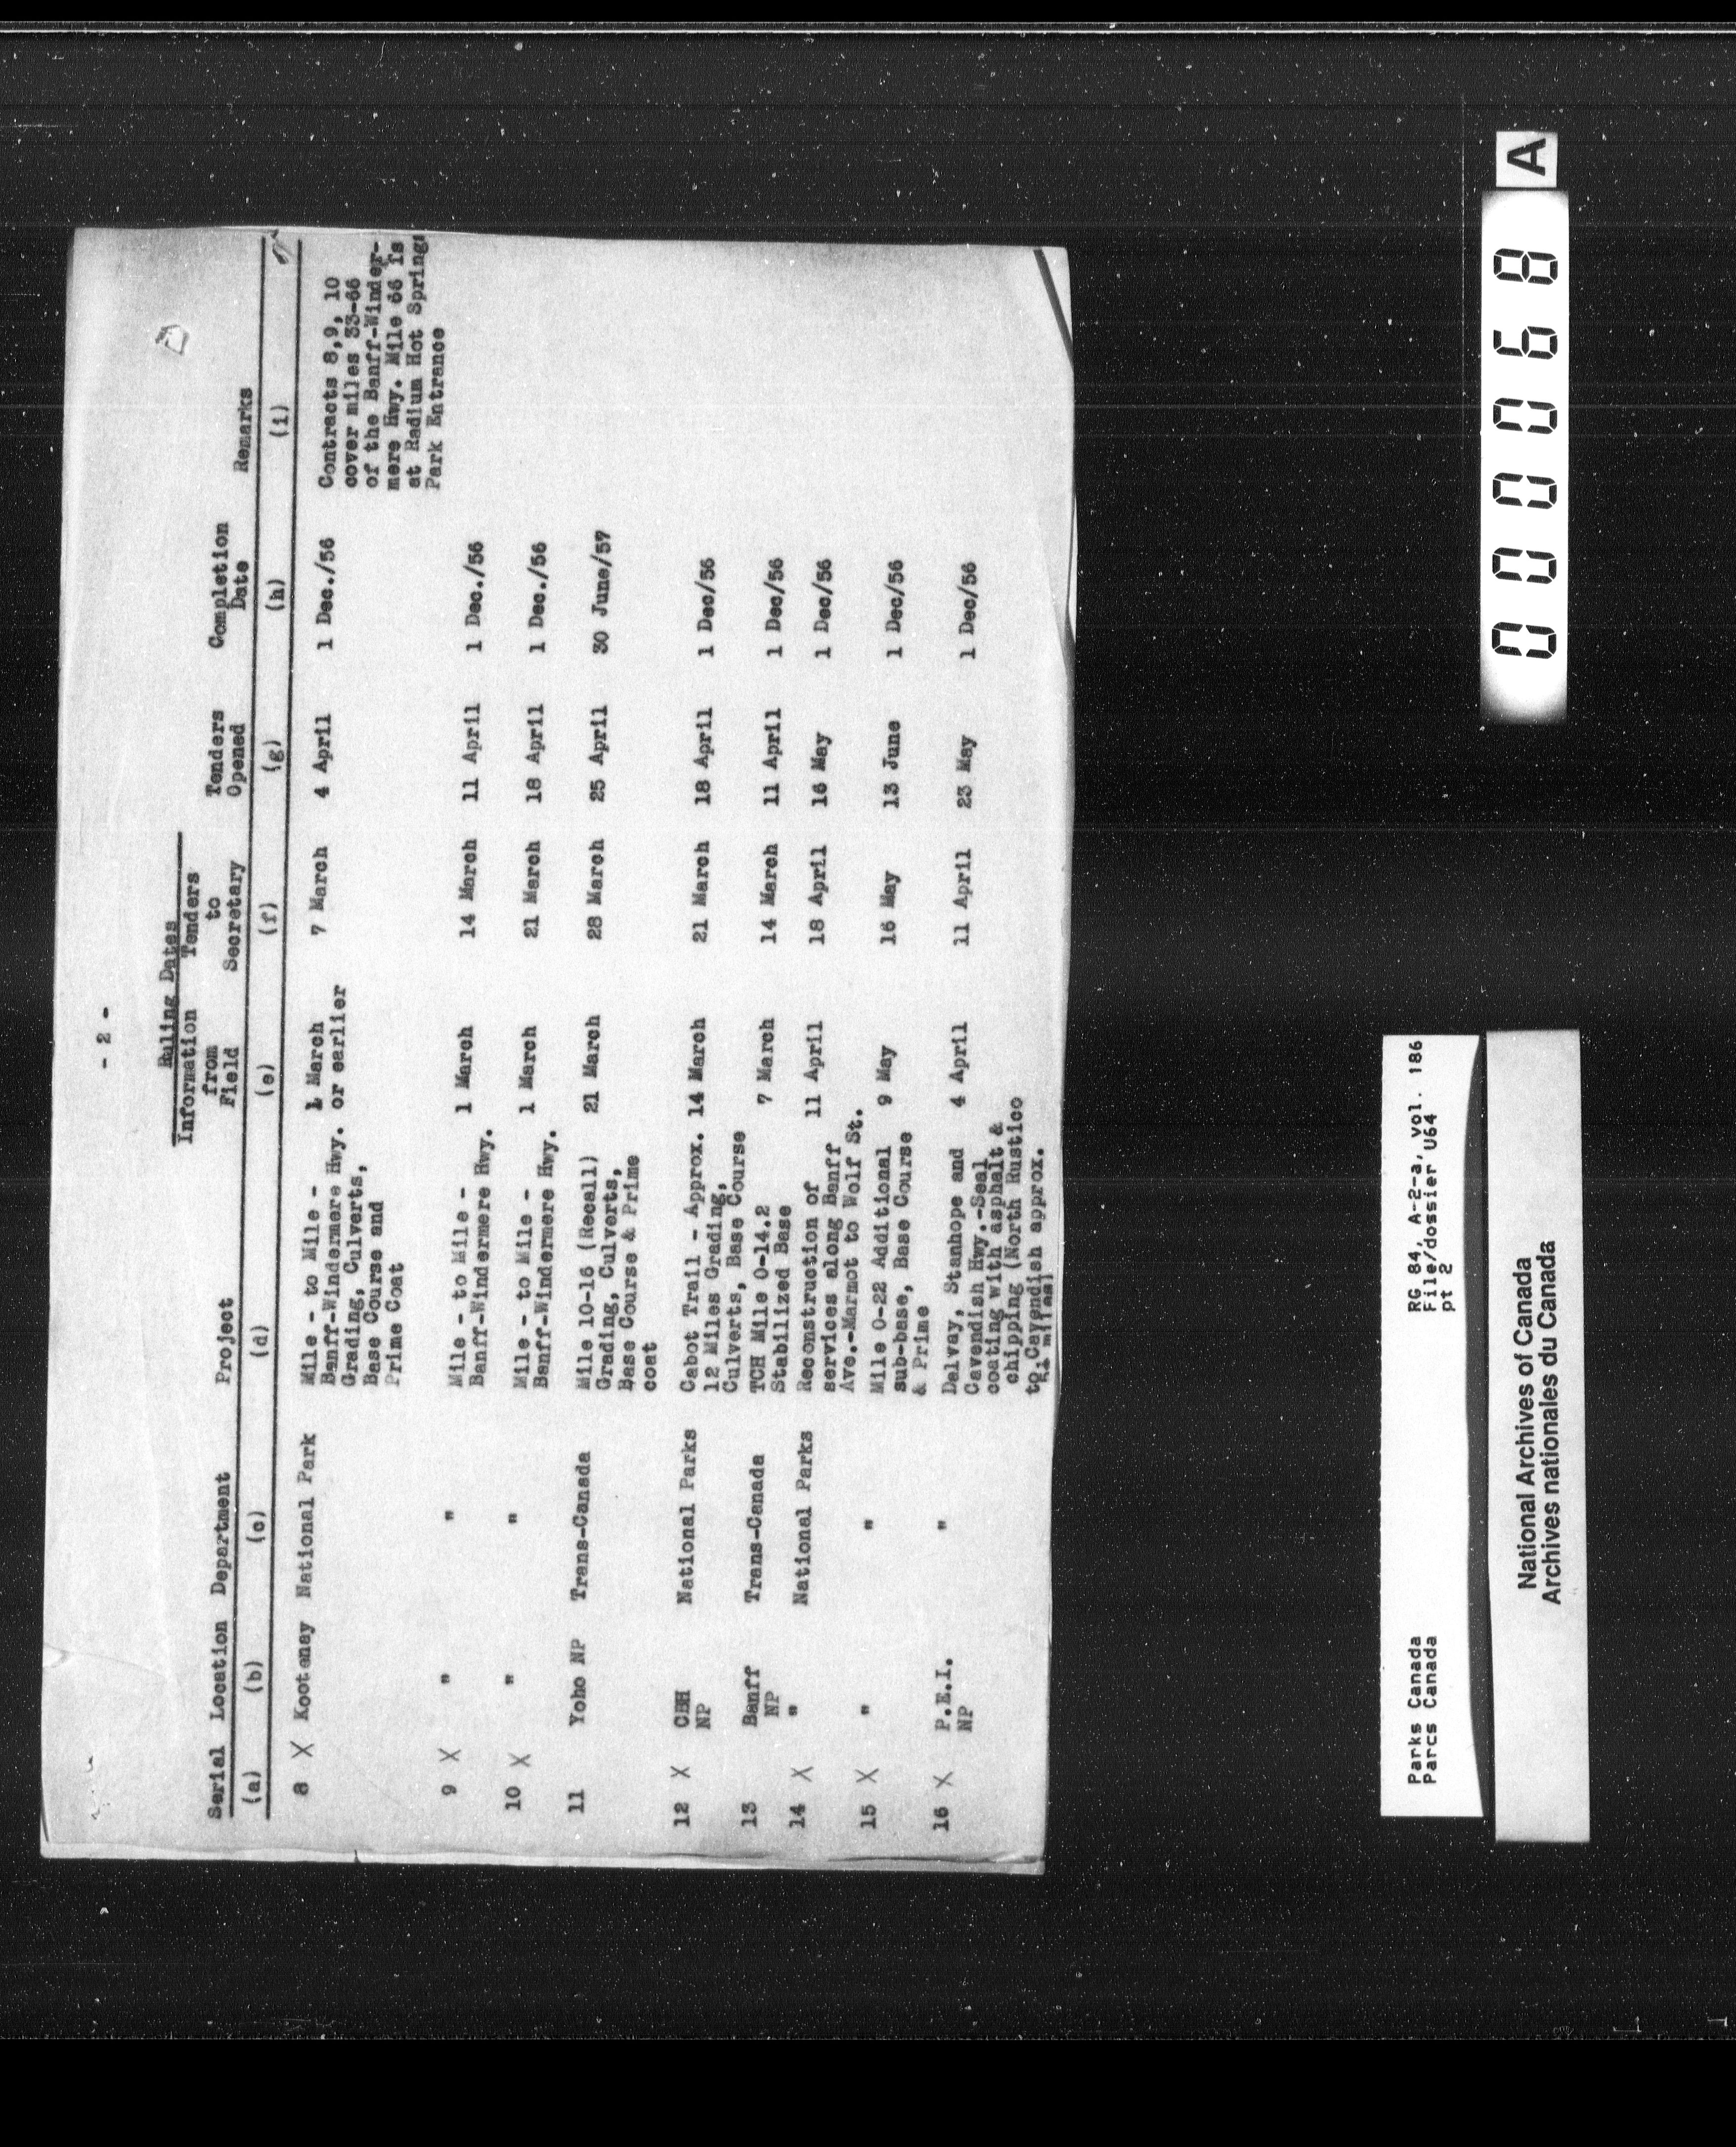 - 2 -
Ruling Dates
Information Tenders
Serial Location Department Project from Field to Secretary Tenders Opened Completion Date Remarks
(a) (b) (c) (d) (e) (f) (g) (h) (i)
8 X Kootenay National Park Mile - to Mile - 1 March 7 March 4 April 1 Dec./56 Contracts 8,9, 10
Banff-Windermere Hwy. or earlier cover miles 33-66
Grading, Culverts, of the Banff-Winder-
Base Course and mere Hwy. Mile 66 is
Prime Coat at Radium Hot Springs
Park Entrance
9 X " " Mile - to Mile - 1 March 14 March 11 April 1 Dec./56
Banff-Windermere Hwy.
10 X " " Mile - to Mile - 1 March 21 March 18 April 1 Dec./56
Banff-Windermere Hwy.
11 Yoho NP Trans-Canada Mile 10-16 (Recall) 21 March 28 March 25 April 30 June/57
Grading, Culverts,
Base Course & Prime
coat
12 X CBH National Parks Cabot Trail - Approx. 14 March 21 March 18 April 1 Dec/56
NP 12 Miles Grading,
Culverts, Base Course
13 Banff Trans-Canada TCH Mile 0-14.2 7 March 14 March 11 April 1 Dec/56
NP Stabilized Base
14 X " National Parks Reconstruction of 11 April 18 April 16 May 1 Dec/56
services along Banff
Ave.-Marmot to Wolf St.
15 X " " Mile 0-22 Additional 9 May 16 May 13 June 1 Dec/56
sub-base, Base Course
& Prime
16 X P.E.I. " Dalvay, Stanhope and 4 April 11 April 23 May 1 Dec/56
NP Cavendish Hwy.-Seal
coating with asphalt &
chipping (North Rustico
to Cavendish approx.
miles)
000068 A
Parks Canada RG 84, A-2-a, Vol. 186
Parcs Canada File/dossier U64
pt 2
National Archives of Canada
Archives nationales du Canada